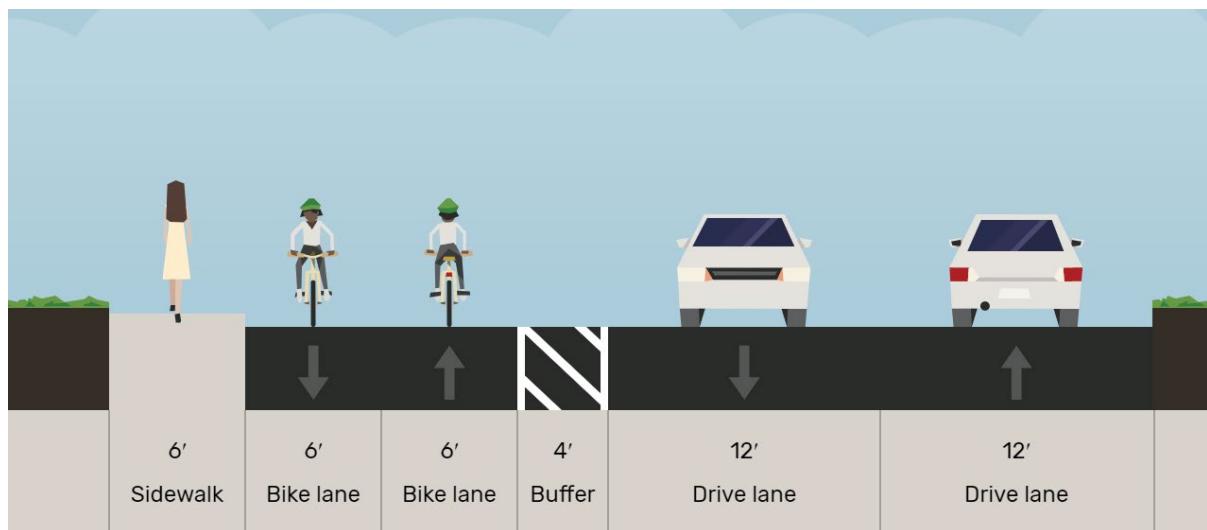 6′ 6′ 6′ 4′ 12′ 12′
Sidewalk Bike lane Bike lane Buffer Drive lane Drive lane